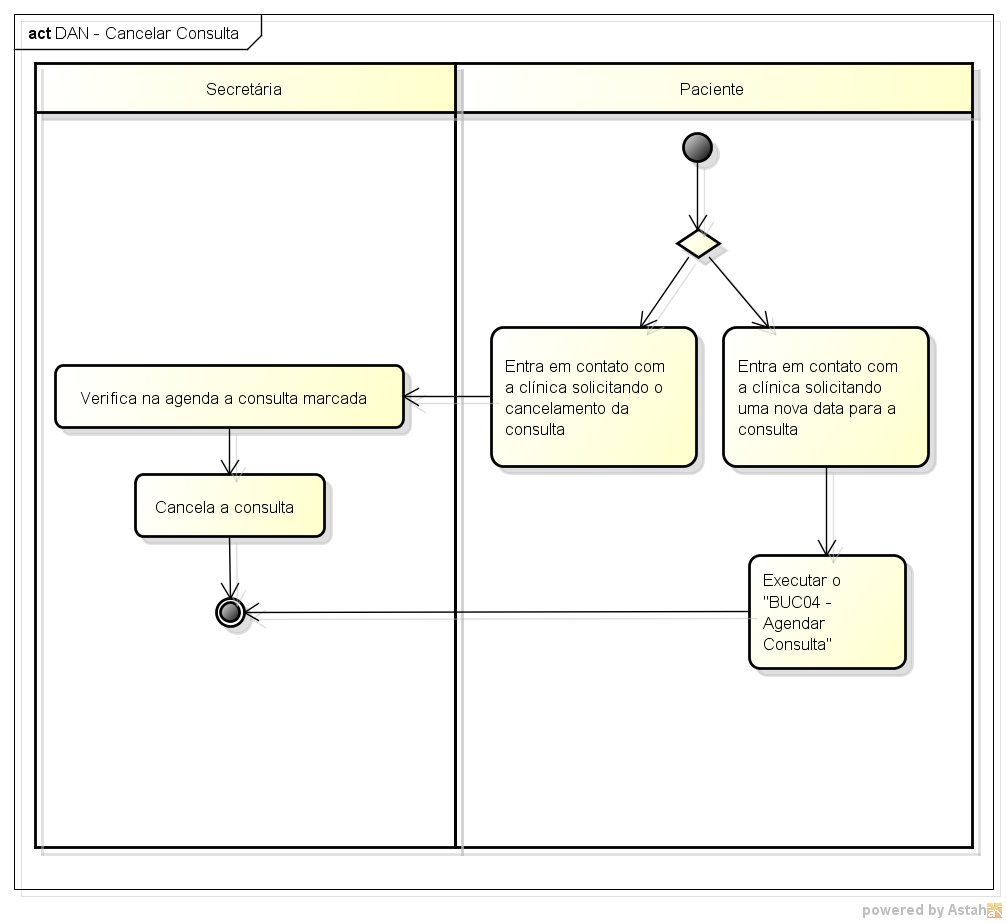 act DAN - Cancelar Consulta
Secretária
Paciente
Entra em contato com
a clínica solicitando o
cancelamento da
consulta
Entra em contato com
a clínica solicitando
uma nova data para a
consulta
Verifica na agenda a consulta marcada
Cancela a consulta
Executar o
"BUC04 -
Agendar
Consulta"
powered by Astah